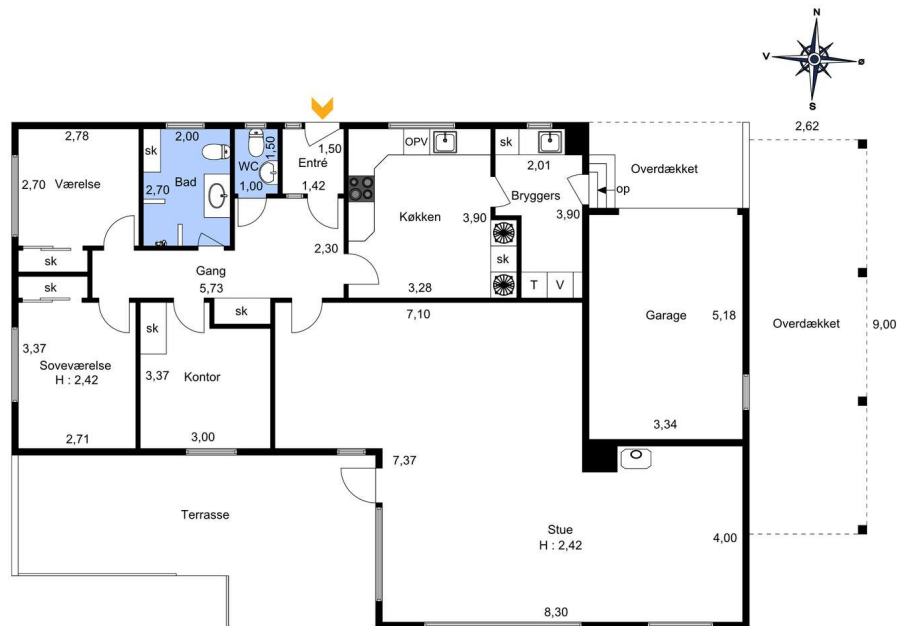 N
V
ø
S
2,62
2,78
2,00
1,50
1,50
OPV
sk
sk
WC
Entré
2,01
Overdækket
2,70
Værelse
2,70
Bad
1,00
1,42
Bryggers
op
Køkken
3,90
3,90
sk
Gang
2,30
sk
sk
5,73
3,28
T
V
sk
sk
7,10
Garage
5,18
Overdækket
9,00
3,37
Soveværelse
H : 2,42
3,37
Kontor
3,34
2,71
3,00
7,37
Terrasse
Stue
H : 2,42
4,00
8,30